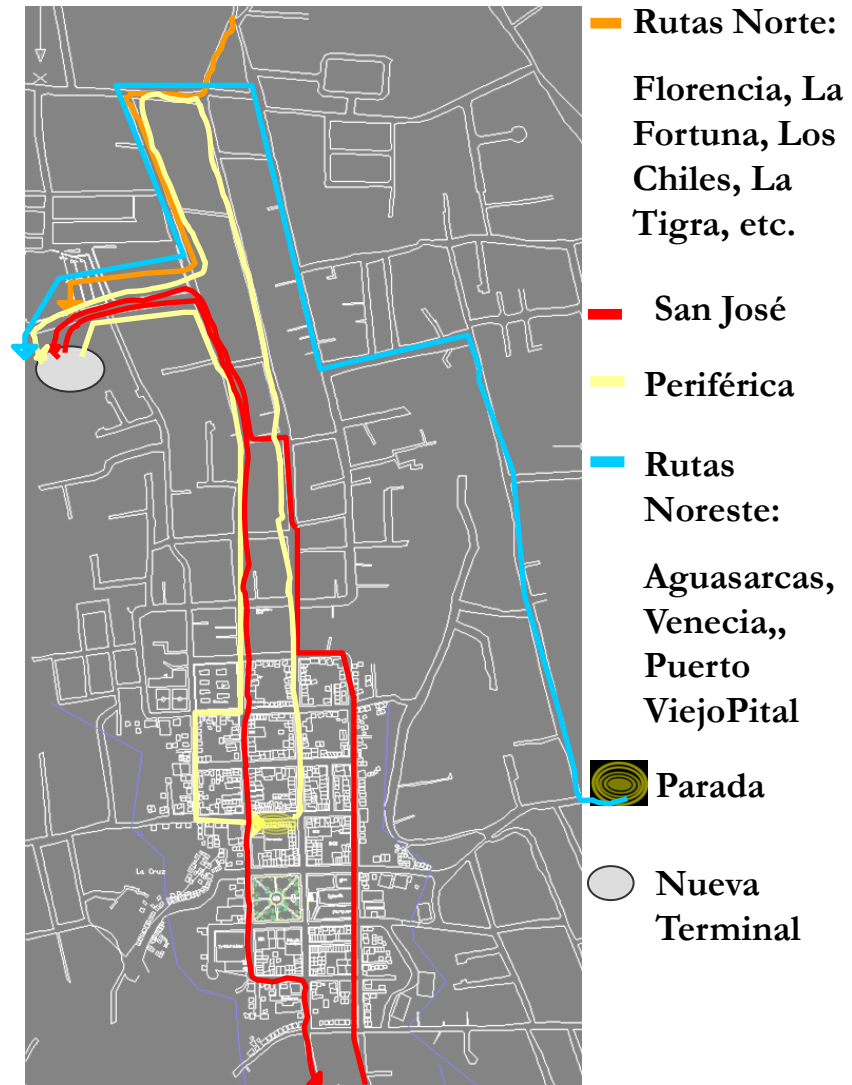 Rutas Norte:
Florencia, La
Fortuna, Los
Chiles, La
Tigra, etc.
San José
Periférica
Rutas
Noreste:
Aguasarcas,
Venecia,,
Puerto
ViejoPital
Parada
Nueva
Terminal
La Cruz